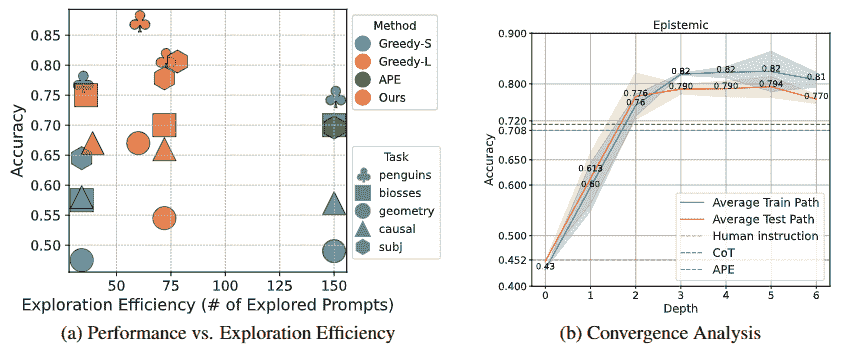 Accuracy
0.85
0.80
0.75
0.70
0.65
0.60
0.55
0.50
50 75 100 125 150
Exploration Efficiency (# of Explored Prompts)
Method
Greedy-S
Greedy-L
APE
Ours
Task
penguins
biosses
geometry
causal
subj
(a) Performance vs. Exploration Efficiency
Epistemic
Accuracy
0.900
0.800
0.720
0.708
0.650
0.600
0.500
0.452
0.400
0.43
0.613
0.60
0.776
0.76
0.82
0.790
0.82
0.790
0.82
0.794
0.81
0.770
Average Train Path
Average Test Path
Human instruction
CoT
APE
0 1 2 3 4 5 6
Depth
(b) Convergence Analysis